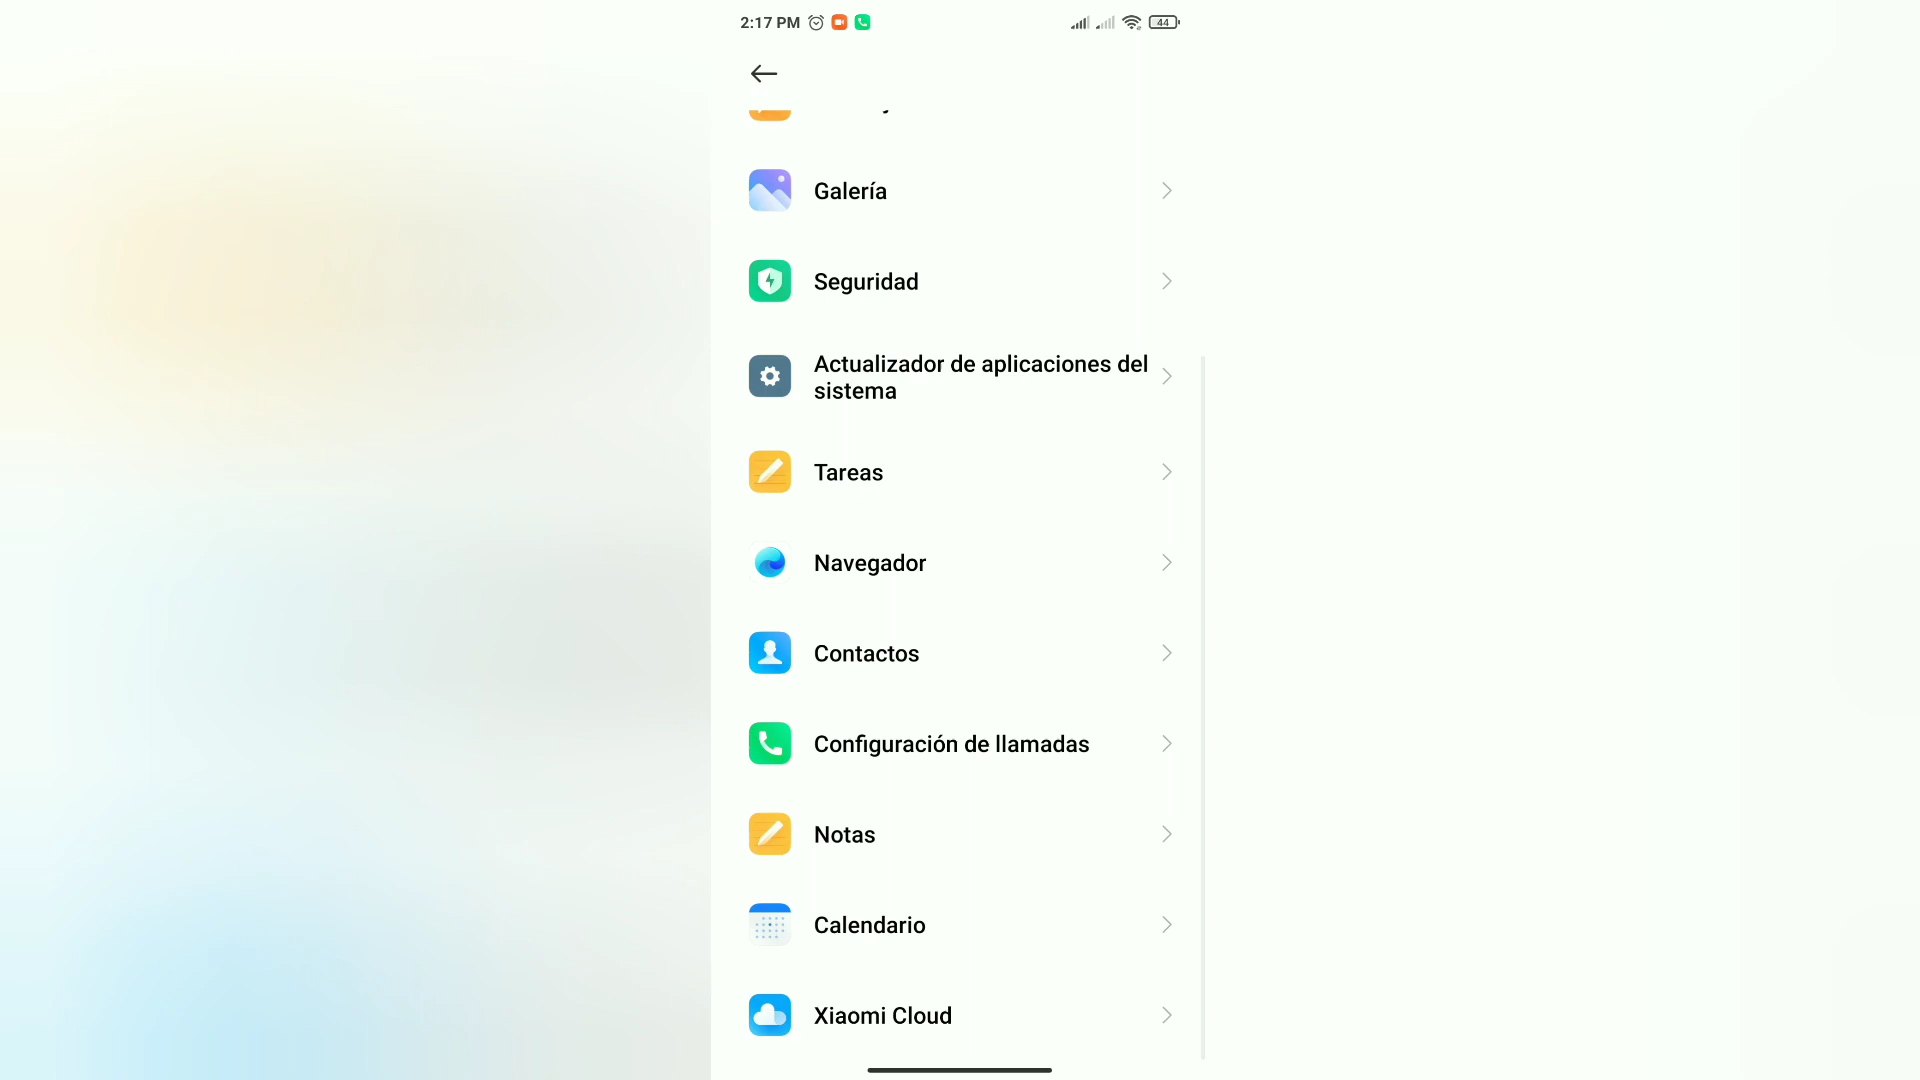 2:17 PM
44
Galería
Seguridad
Actualizador de aplicaciones del
sistema
Tareas
Navegador
Contactos
Configuración de llamadas
Notas
Calendario
Xiaomi Cloud